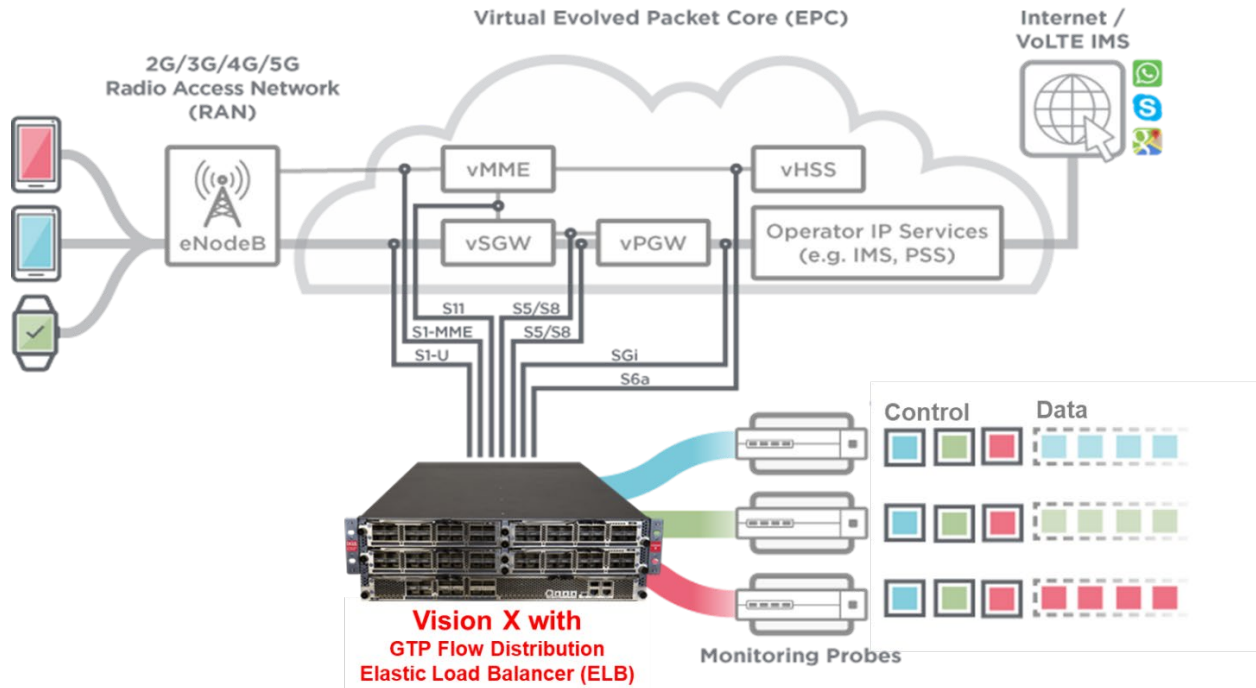 Virtual Evolved Packet Core (EPC)
Internet /
VoLTE IMS
2G/3G/4G/5G
Radio Access Network
(RAN)
vMME
vHSS
eNodeB
vSGW
vPGW
Operator IP Services
(e.g. IMS, PSS)
S11
S5/S8
S1-MME
S5/S8
S1-U
SGi
S6a
Control
Data
Vision X with
GTP Flow Distribution
Elastic Load Balancer (ELB)
Monitoring Probes